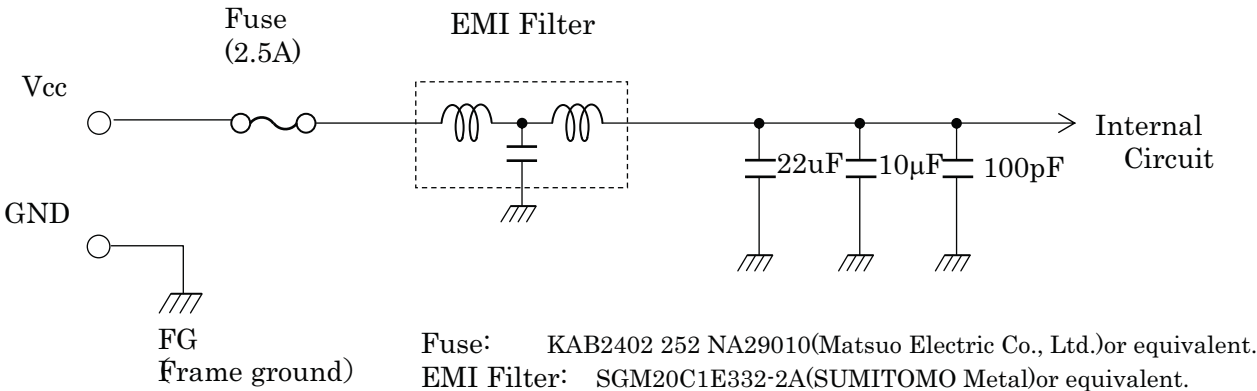 Fuse
(2.5A)
EMI Filter
Vcc
Internal
Circuit
22uF
10μF
100pF
GND
FG
(Frame ground)
Fuse: KAB2402 252 NA29010(Matsuo Electric Co., Ltd.)or equivalent.
EMI Filter: SGM20C1E332-2A(SUMITOMO Metal)or equivalent.